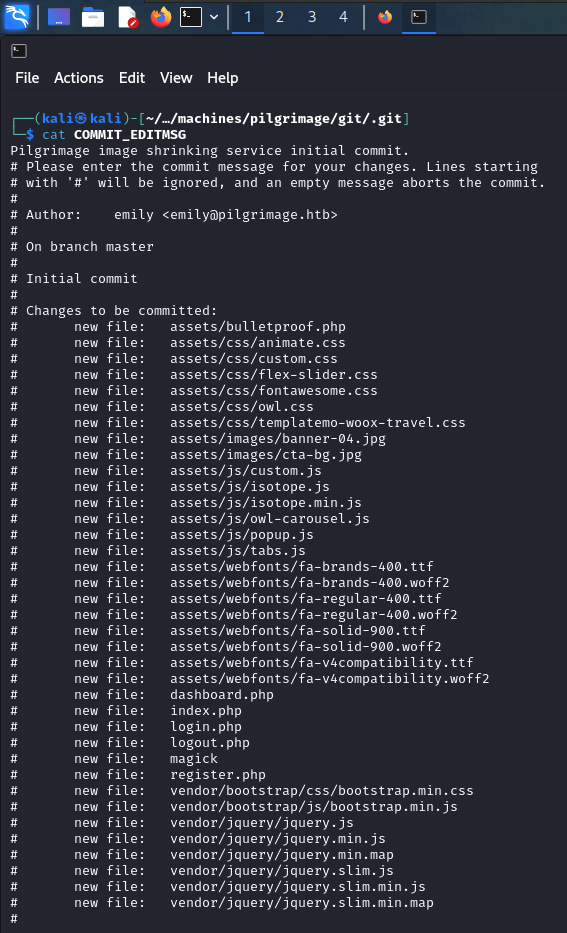 1 2 3 4
File Actions Edit View Help
┌──(kali㉿kali)-[~/…/machines/pilgrimage/git/.git]
└─$ cat COMMIT_EDITMSG
Pilgrimage image shrinking service initial commit.
# Please enter the commit message for your changes. Lines starting
# with '#' will be ignored, and an empty message aborts the commit.
#
# Author:    emily <emily@pilgrimage.htb>
#
# On branch master
#
# Initial commit
#
# Changes to be committed:
#       new file:   assets/bulletproof.php
#       new file:   assets/css/animate.css
#       new file:   assets/css/custom.css
#       new file:   assets/css/flex-slider.css
#       new file:   assets/css/fontawesome.css
#       new file:   assets/css/owl.css
#       new file:   assets/css/templatemo-woox-travel.css
#       new file:   assets/images/banner-04.jpg
#       new file:   assets/images/cta-bg.jpg
#       new file:   assets/js/custom.js
#       new file:   assets/js/isotope.js
#       new file:   assets/js/isotope.min.js
#       new file:   assets/js/owl-carousel.js
#       new file:   assets/js/popup.js
#       new file:   assets/js/tabs.js
#       new file:   assets/webfonts/fa-brands-400.ttf
#       new file:   assets/webfonts/fa-brands-400.woff2
#       new file:   assets/webfonts/fa-regular-400.ttf
#       new file:   assets/webfonts/fa-regular-400.woff2
#       new file:   assets/webfonts/fa-solid-900.ttf
#       new file:   assets/webfonts/fa-solid-900.woff2
#       new file:   assets/webfonts/fa-v4compatibility.ttf
#       new file:   assets/webfonts/fa-v4compatibility.woff2
#       new file:   dashboard.php
#       new file:   index.php
#       new file:   login.php
#       new file:   logout.php
#       new file:   magick
#       new file:   register.php
#       new file:   vendor/bootstrap/css/bootstrap.min.css
#       new file:   vendor/bootstrap/js/bootstrap.min.js
#       new file:   vendor/jquery/jquery.js
#       new file:   vendor/jquery/jquery.min.js
#       new file:   vendor/jquery/jquery.min.map
#       new file:   vendor/jquery/jquery.slim.js
#       new file:   vendor/jquery/jquery.slim.min.js
#       new file:   vendor/jquery/jquery.slim.min.map
#